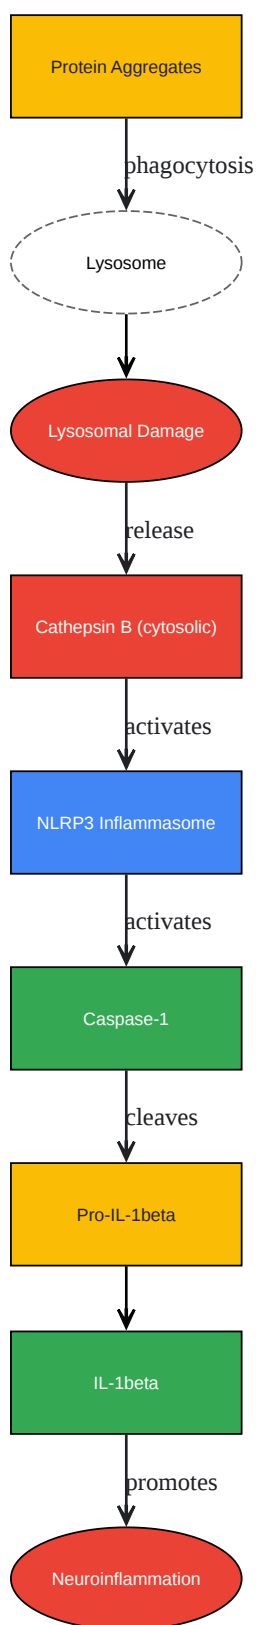 Protein Aggregates
phagocytosis
Lysosome
Lysosomal Damage
release
Cathepsin B (cytosolic)
activates
NLRP3 Inflammasome
activates
Caspase-1
cleaves
Pro-IL-1beta
IL-1beta
promotes
Neuroinflammation